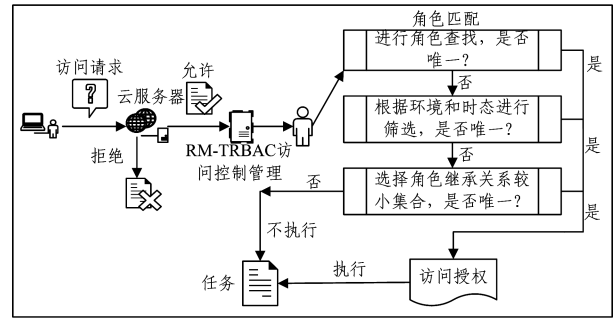 角色匹配
进行角色查找，是否
唯一？
是
访问请求
?
允许
云服务器
否
根据环境和时态进行
筛选，是否唯一？
是
拒绝
RM-TRBAC访
问控制管理
否
选择角色继承关系较
小集合，是否唯一？
否
是
不执行
任务
执行
访问授权